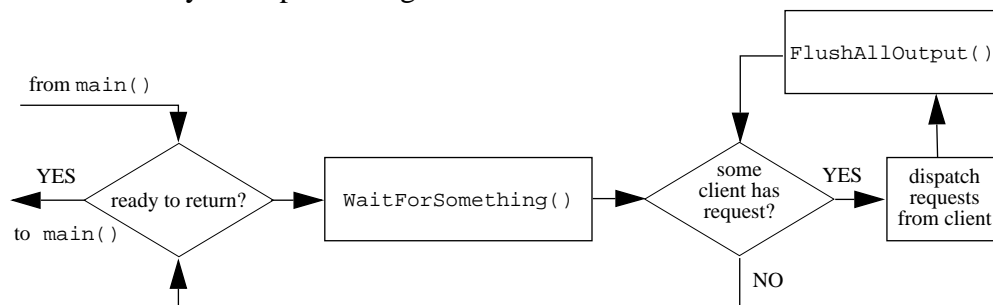 from main()
YES
to main()
ready to return?
WaitForSomething()
some
client has
request?
YES
NO
dispatch
requests
from client
FlushAllOutput()